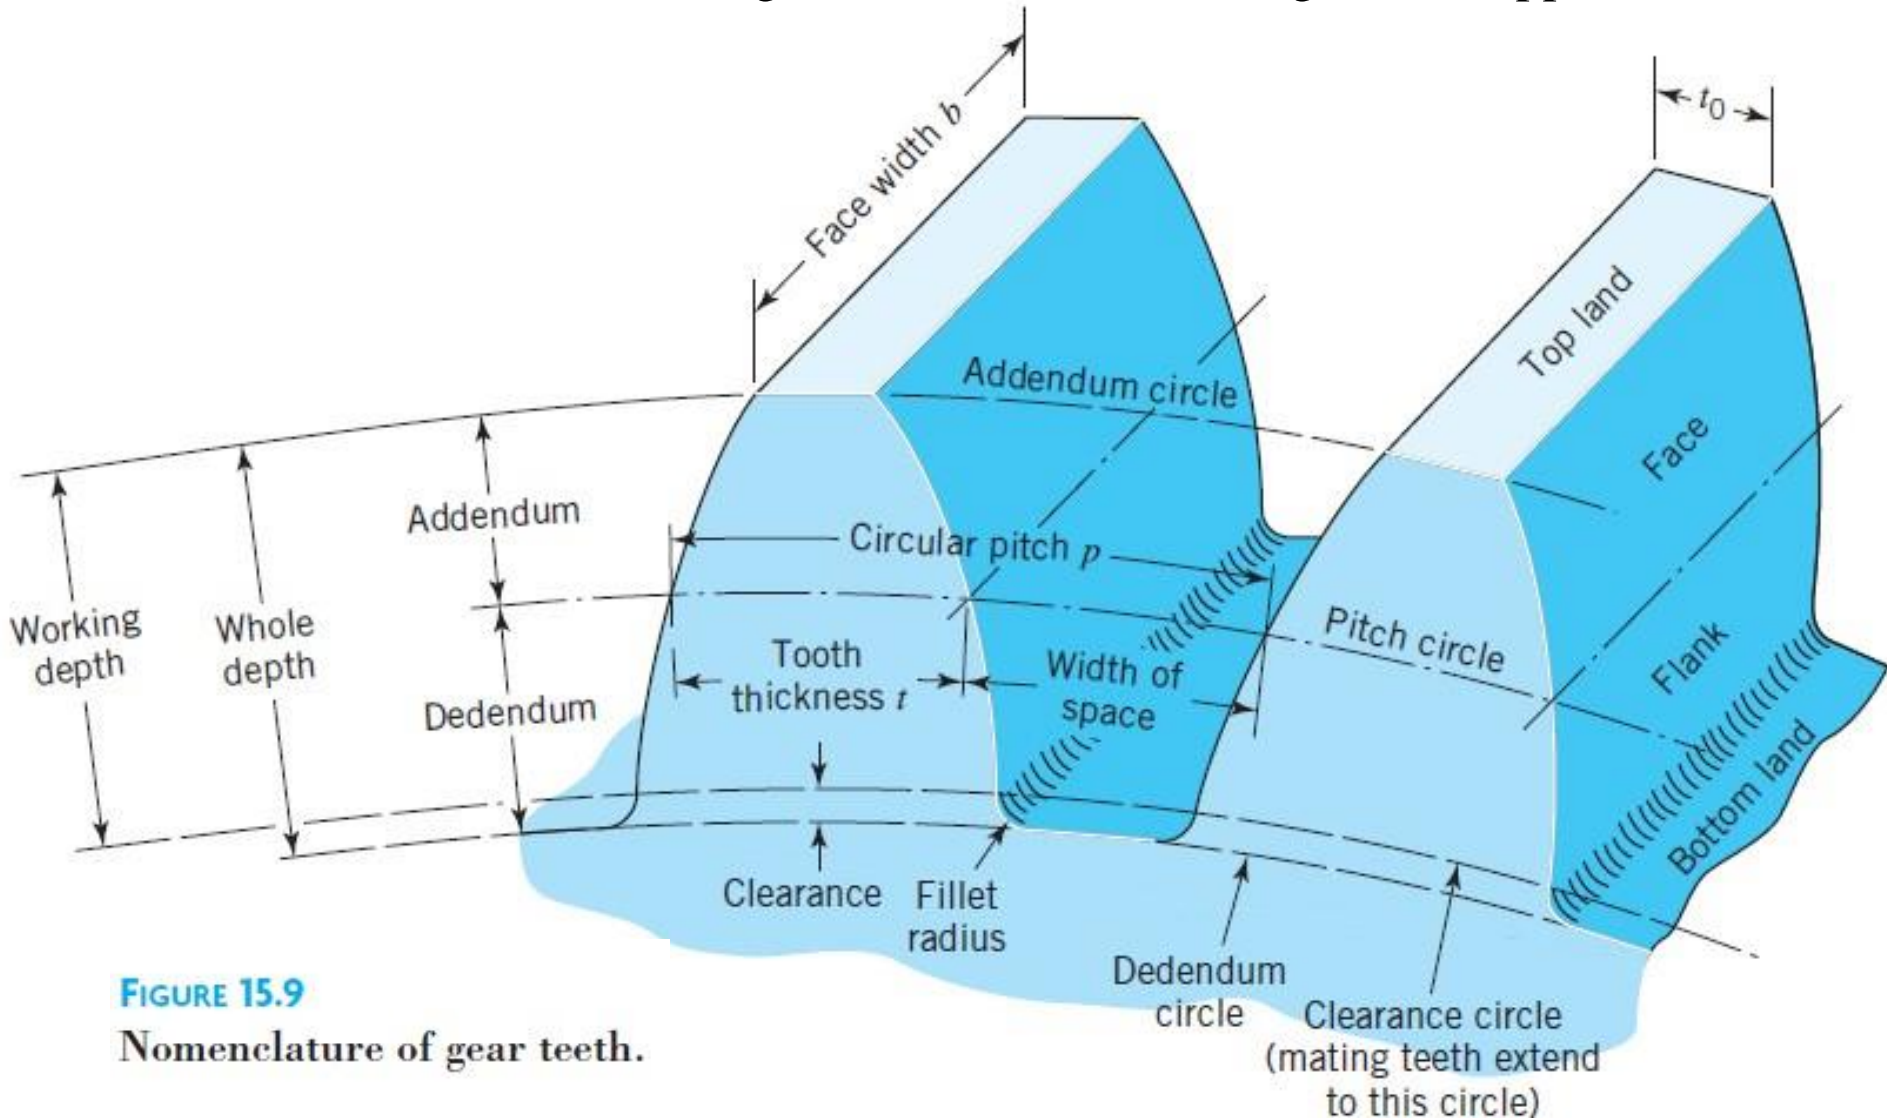 Face width b
t0
Top land
Addendum circle
Face
Addendum
Circular pitch p
Working
depth
Whole
depth
Pitch circle
Flank
Tooth
thickness t
Width of
space
Dedendum
Bottom land
Clearance
Fillet
radius
Dedendum
circle
Clearance circle
(mating teeth extend
to this circle)
FIGURE 15.9
Nomenclature of gear teeth.